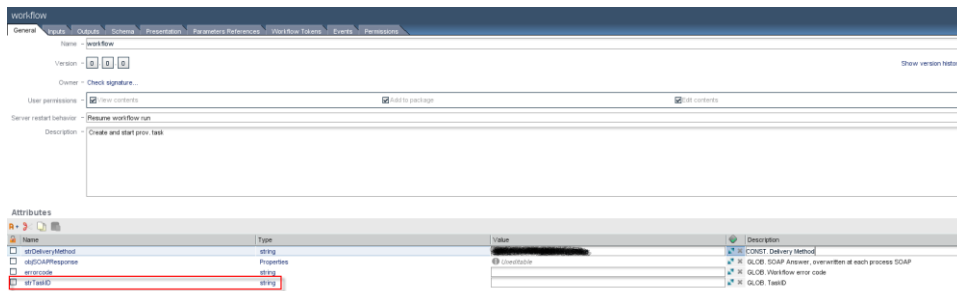 workflow
General Inputs Outputs Schema Presentation Parameters References Workflow Tokens Events Permissions
Name workflow
Version 0 . 0 . 0 Show version histo
Owner Check signature...
User permissions View contents Add to package Edit contents
Server restart behavior Resume workflow run
Description Create and start prov. task
Attributes
Name Type Value Description
strDeliveryMethod string CONST. Delivery Method
objSOAPResponse Properties Uneditable GLOB. SOAP Answer, overwritten at each process SOAP
errorcode string GLOB. Workflow error code
strTaskID string GLOB. TaskID